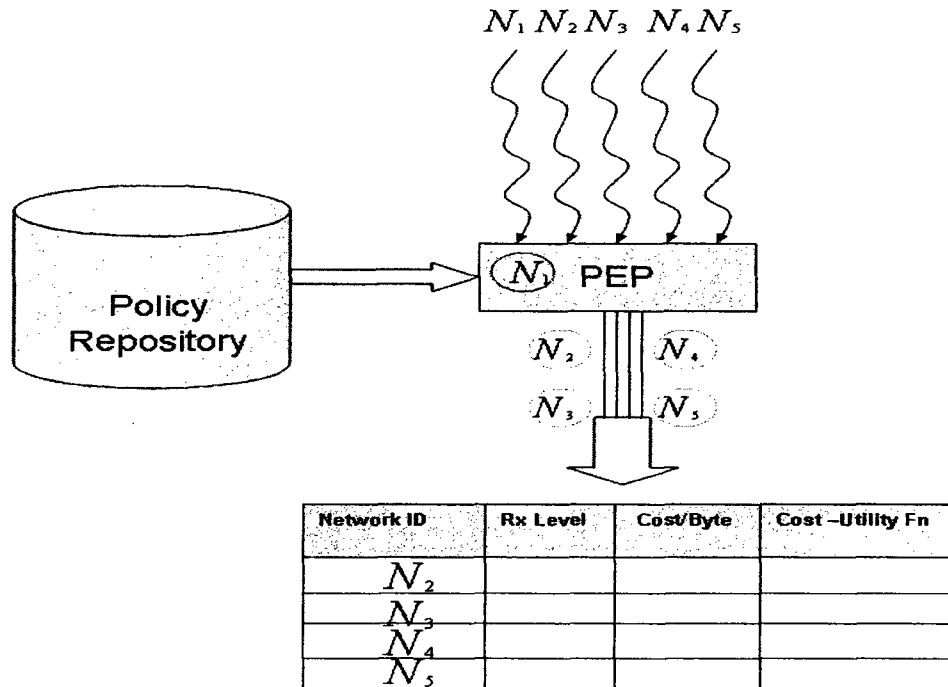 N₁ N₂ N₃ N₄ N₅
Policy
Repository
N₁ PEP
N₂ N₄
N₃ N₅
Network ID Rx Level Cost/Byte Cost –Utility Fn
N₂
N₃
N₄
N₅